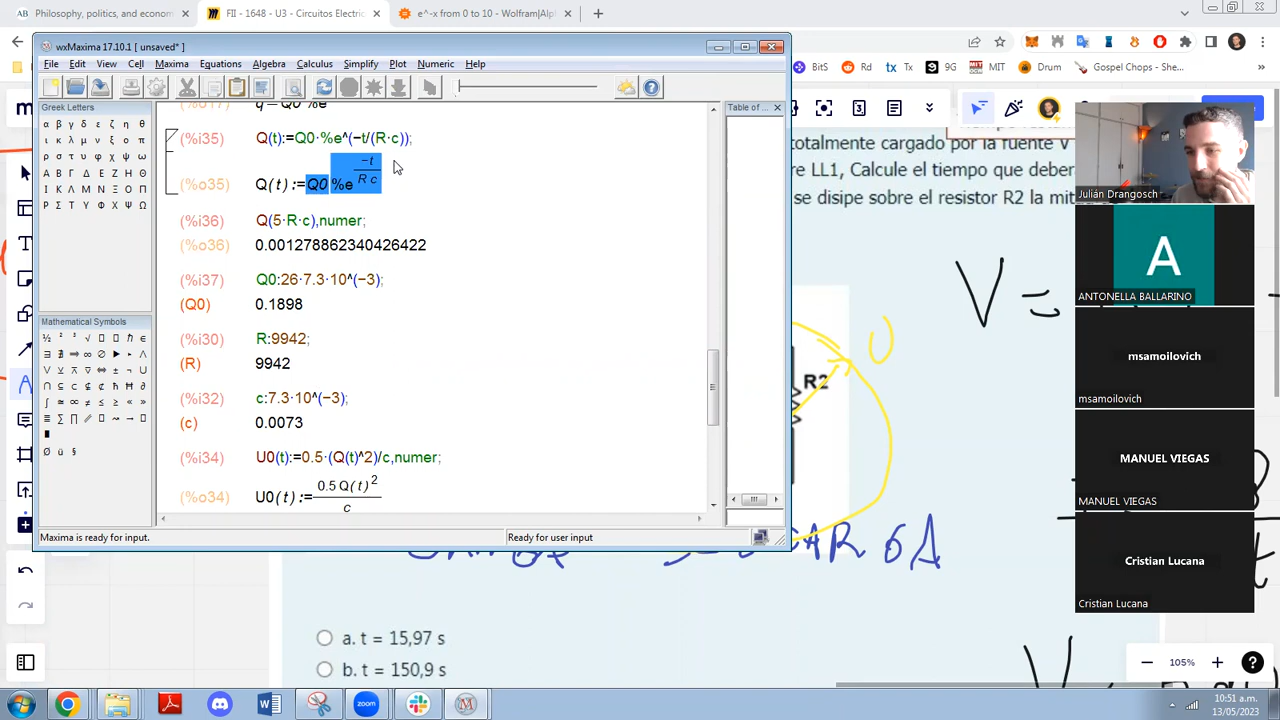 Philosophy, Politics, Economics
FII - 1648 - U3 - Circuitos Electric
e^-x from 0 to 10 - Wolfram|Alpha
BitS
Rd
Tx
9G
MIT
Drum
Gospel Chops - She...
wxMaxima 17.10.1 [ unsaved* ]
File Edit View Cell Maxima Equations Algebra Calculus Simplify Plot Numeric Help
Greek Letters
α β γ δ ε ζ η θ
ι κ λ μ ν ξ ο π
ρ σ τ υ φ χ ψ ω
Α Β Γ Δ Ε Ζ Η Θ
Ι Κ Λ Μ Ν Ξ Ο Π
Ρ Σ Τ Υ Φ Χ Ψ Ω
Mathematical Symbols
Table of ...
(%i35) Q(t):=Q0·%e^(−t/(R·c));
(%o35) Q(t):=Q0 %e −t R c
(%i36) Q(5·R·c),numer;
(%o36) 0.001278862340426422
(%i37) Q0:26·7.3·10^(−3);
(Q0) 0.1898
(%i30) R:9942;
(R) 9942
(%i32) c:7.3·10^(−3);
(c) 0.0073
(%i34) U0(t):=0.5·(Q(t)^2)/c,numer;
(%o34) U0(t):= 0.5 Q(t)2 c
Maxima is ready for input.
Ready for user input
totalmente cargado por la fuente V
re LL1, Calcule el tiempo que deber
se disipe sobre el resistor R2 la mit
V =
U
R2
CAR 6A
a. t = 15,97 s
b. t = 150,9 s
V
Julián Drangosch
A
ANTONELLA BALLARINO
msamoilovich
msamoilovich
MANUEL VIEGAS
MANUEL VIEGAS
Cristian Lucana
Cristian Lucana
105%
zoom
10:51 a.m.
13/05/2023